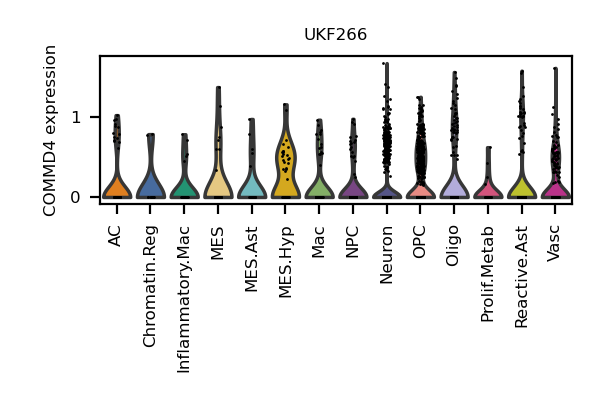 UKF266
COMMD4 expression
1
0
AC
Chromatin.Reg
Inflammatory.Mac
MES
MES.Ast
MES.Hyp
Mac
NPC
Neuron
OPC
Oligo
Prolif.Metab
Reactive.Ast
Vasc